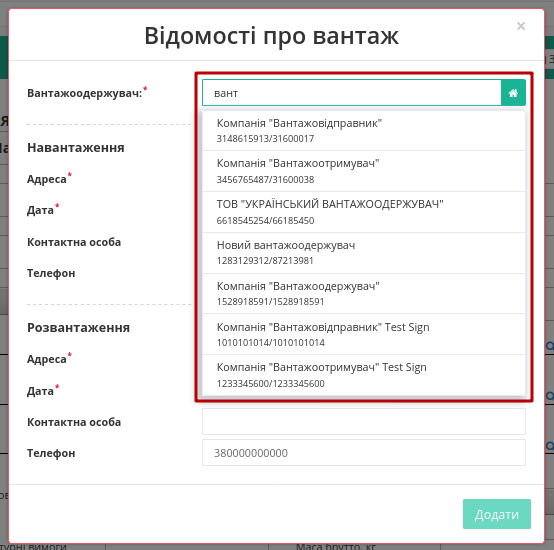 Відомості про вантаж
×
Вантажоодержувач:*
вант
Компанія "Вантажовідправник"
3148615913/31600017
Компанія "Вантажоотримувач"
3456765487/31600038
ТОВ "УКРАЇНСЬКИЙ ВАНТАЖООДЕРЖУВАЧ"
6618545254/66185450
Новий вантажоодержувач
1283129312/87213981
Компанія "Вантажоодержувач"
1528918591/1528918591
Компанія "Вантажовідправник" Test Sign
1010101014/1010101014
Компанія "Вантажоотримувач" Test Sign
1233345600/1233345600
Навантаження
Адреса*
Дата*
Контактна особа
Телефон
Розвантаження
Адреса*
Дата*
Контактна особа
Телефон
380000000000
Додати
Маса брутто, кг